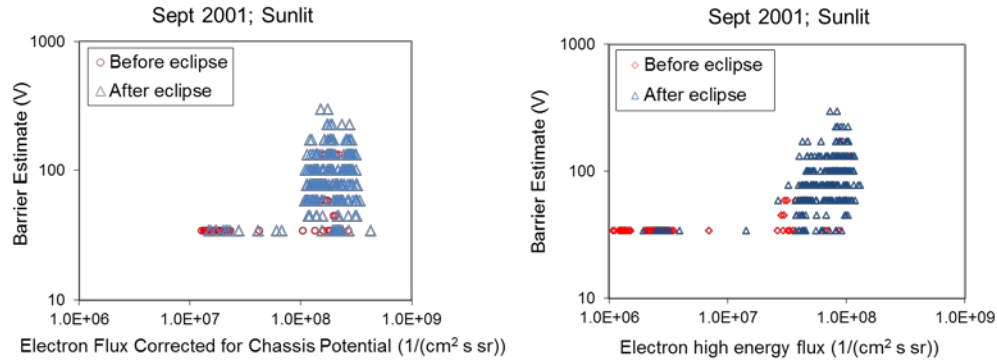 Sept 2001; Sunlit
1000
Before eclipse
After eclipse
Barrier Estimate (V)
100
10
1.0E+06
1.0E+07
1.0E+08
1.0E+09
Electron Flux Corrected for Chassis Potential (1/(cm² s sr))
Sept 2001; Sunlit
1000
Before eclipse
After eclipse
Barrier Estimate (V)
100
10
1.0E+06
1.0E+07
1.0E+08
1.0E+09
Electron high energy flux (1/(cm² s sr))